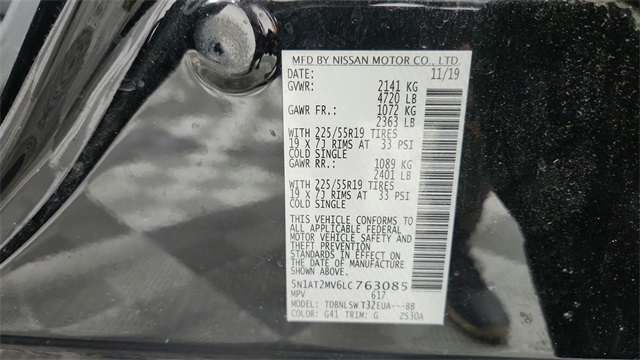 MFD BY NISSAN MOTOR CO., LTD.
DATE: 11/19
GVWR: 2141 KG
4720 LB
GAWR FR.: 1072 KG
2363 LB
WITH 225/55R19 TIRES
19 X 7J RIMS AT 33 PSI
COLD SINGLE
GAWR RR.: 1089 KG
2401 LB
WITH 225/55R19 TIRES
19 X 7J RIMS AT 33 PSI
COLD SINGLE
THIS VEHICLE CONFORMS TO
ALL APPLICABLE FEDERAL
MOTOR VEHICLE SAFETY AND
THEFT PREVENTION
STANDARDS IN EFFECT ON
THE DATE OF MANUFACTURE
SHOWN ABOVE.
5N1AT2MV6LC763085
MPV 617
MODEL: TDBNLSWT32EUA---BB
COLOR: G41 TRIM: G 2S30A